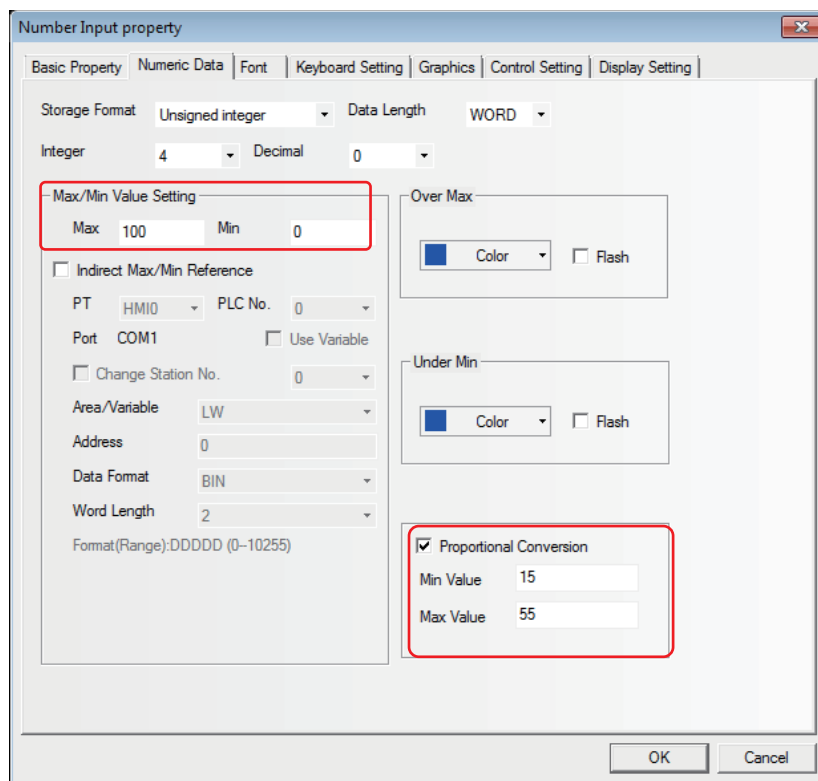 Number Input property
Basic Property Numeric Data Font Keyboard Setting Graphics Control Setting Display Setting
Storage Format Unsigned integer Data Length WORD
Integer 4 Decimal 0
Max/Min Value Setting
Max 100 Min 0
Indirect Max/Min Reference
PT HMI0 PLC No. 0
Port COM1 Use Variable
Change Station No. 0
Area/Variable LW
Address 0
Data Format BIN
Word Length 2
Format(Range):DDDDD (0--10255)
Over Max
Color Flash
Under Min
Color Flash
Proportional Conversion
Min Value 15
Max Value 55
OK Cancel